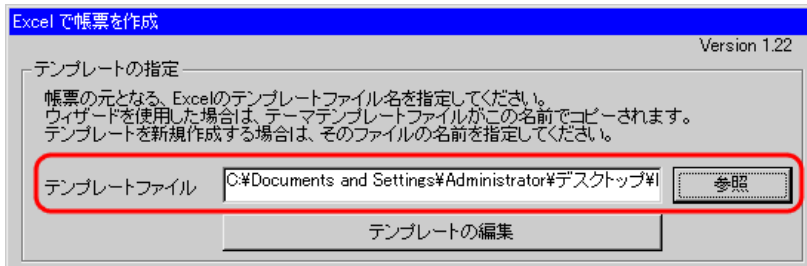 Excel で帳票を作成
Version 1.22
テンプレートの指定
帳票の元となる、Excelのテンプレートファイル名を指定してください。
ウィザードを使用した場合は、テーマテンプレートファイルがこの名前でコピーされます。
テンプレートを新規作成する場合は、そのファイルの名前を指定してください。
テンプレートファイル C:¥Documents and Settings¥Administrator¥デスクトップ¥I 参照
テンプレートの編集